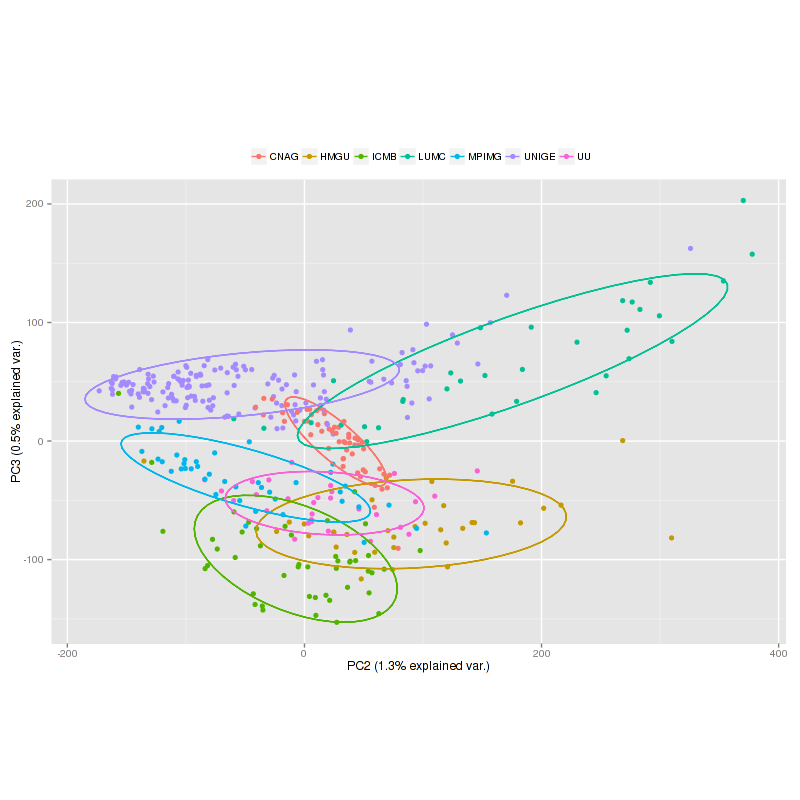 CNAG HMGU ICMB LUMC MPIMG UNIGE UU
200
100
0
-100
-200 0 200 400
PC2 (1.3% explained var.)
PC3 (0.5% explained var.)